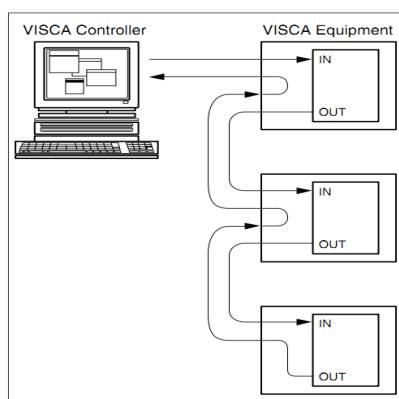 VISCA Controller
VISCA Equipment
IN
OUT
IN
OUT
IN
OUT